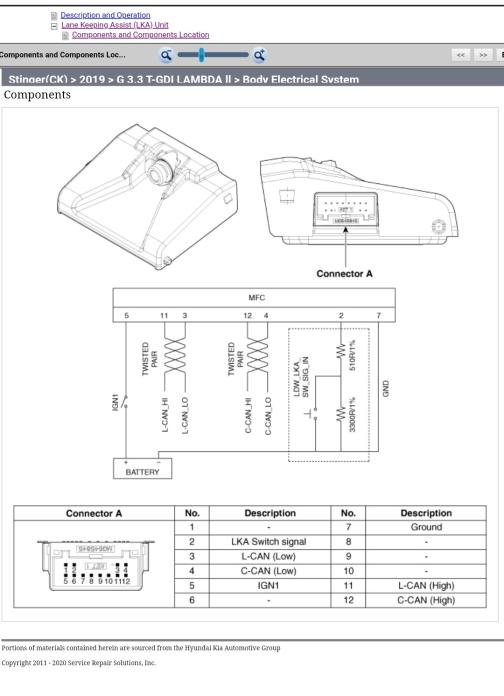 Description and Operation
Lane Keeping Assist (LKA) Unit
Components and Components Location
Components and Components Loc...
<< >>
Stinger(CK) > 2019 > G 3.3 T-GDI LAMBDA II > Body Electrical System
Components
Connector A
MFC
5 11 3 12 4 2 7
TWISTED PAIR
TWISTED PAIR
LDW_LKA_SW_SIG_IN
510R/1%
3300R/1%
GND
IGN1
L-CAN_HI
L-CAN_LO
C-CAN_HI
C-CAN_LO
+ -
BATTERY
Connector A No. Description No. Description
1 - 7 Ground
2 LKA Switch signal 8 -
3 L-CAN (Low) 9 -
4 C-CAN (Low) 10 -
5 IGN1 11 L-CAN (High)
6 - 12 C-CAN (High)
1 2 3 4
5 6 7 8 9 10 11 12
Portions of materials contained herein are sourced from the Hyundai Kia Automotive Group
Copyright 2011 - 2020 Service Repair Solutions, Inc.